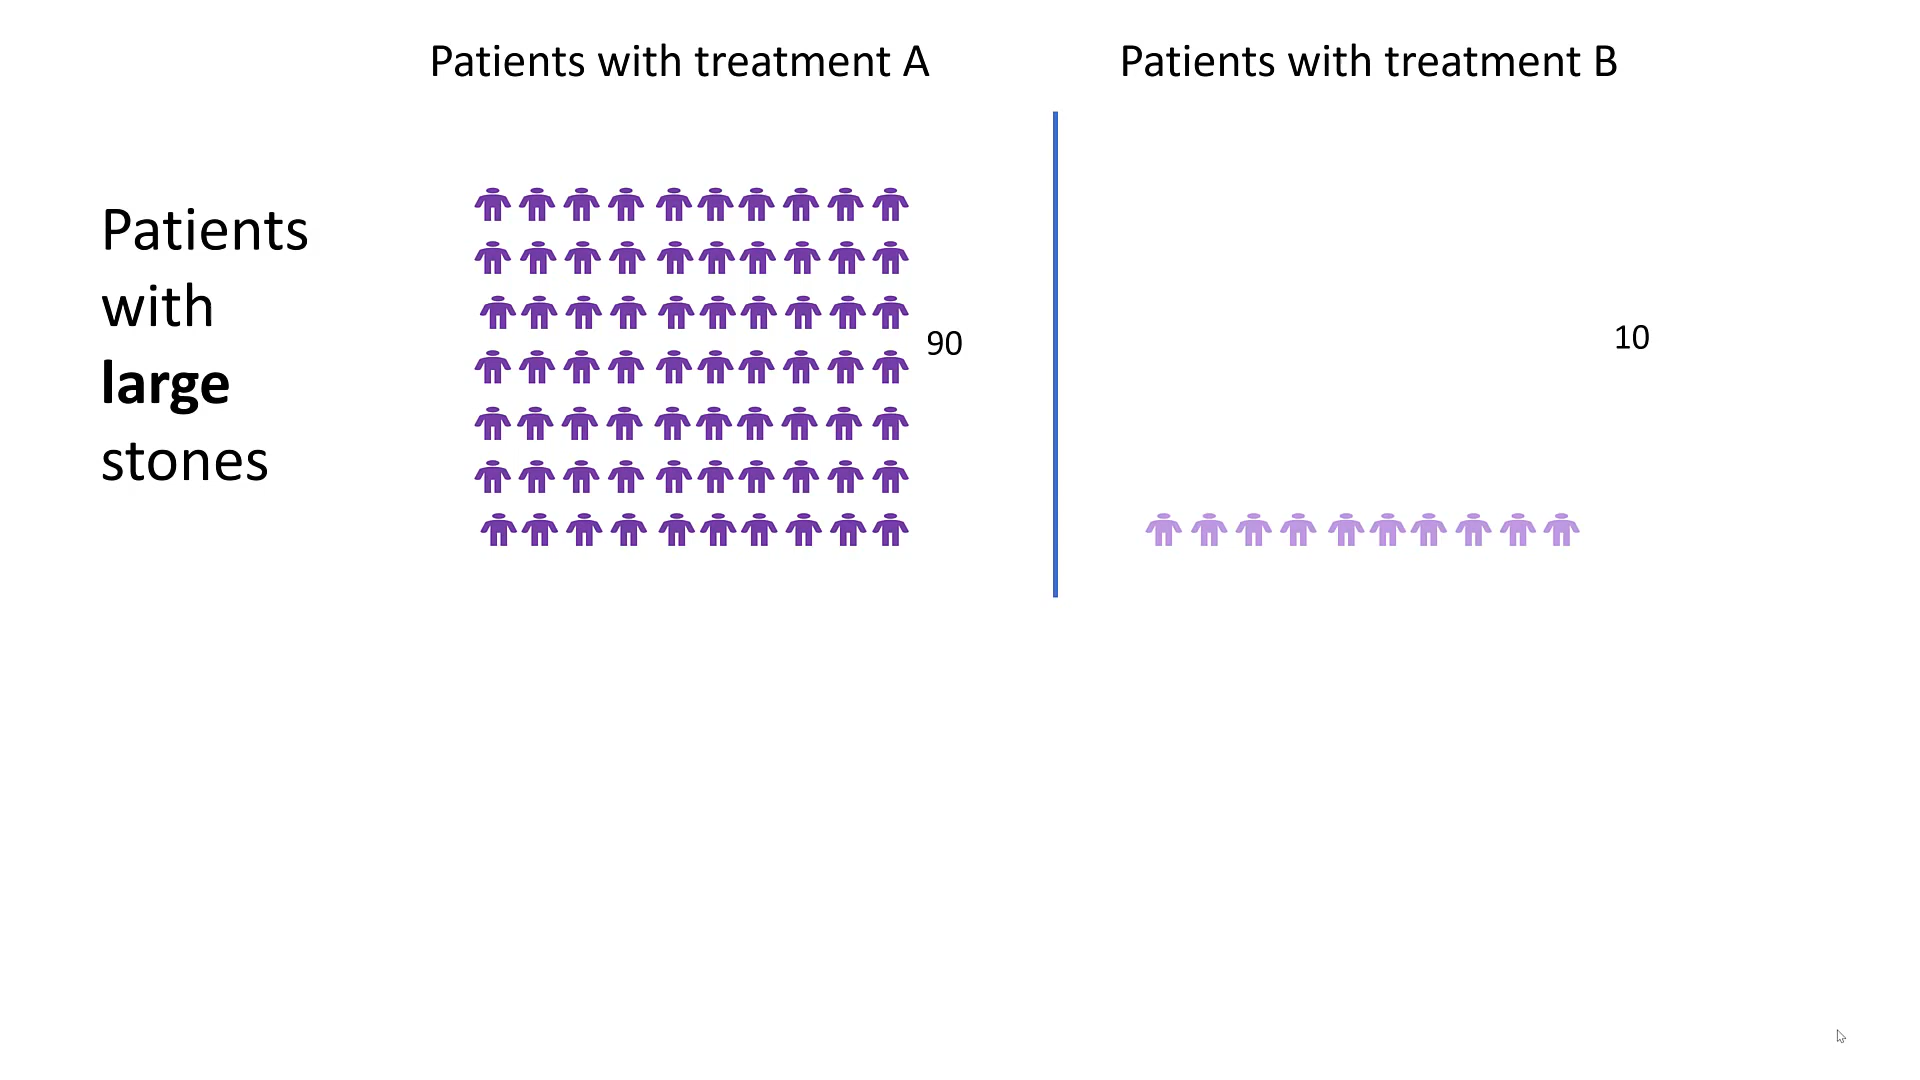 Patients with treatment A
Patients with treatment B
Patients
with
large
stones
90
10